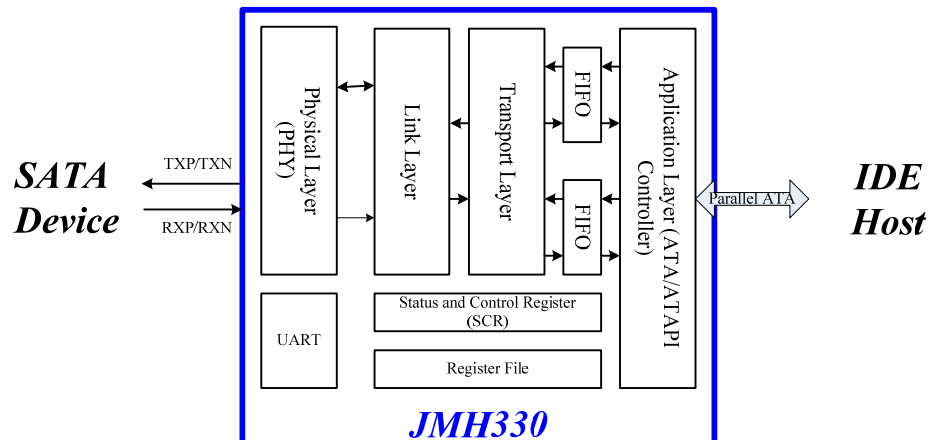 SATA
Device
TXP/TXN
RXP/RXN
Physical Layer
(PHY)
Link Layer
Transport Layer
FIFO
FIFO
Application Layer (ATA/ATAPI
Controller)
Parallel ATA
IDE
Host
UART
Status and Control Register
(SCR)
Register File
JMH330